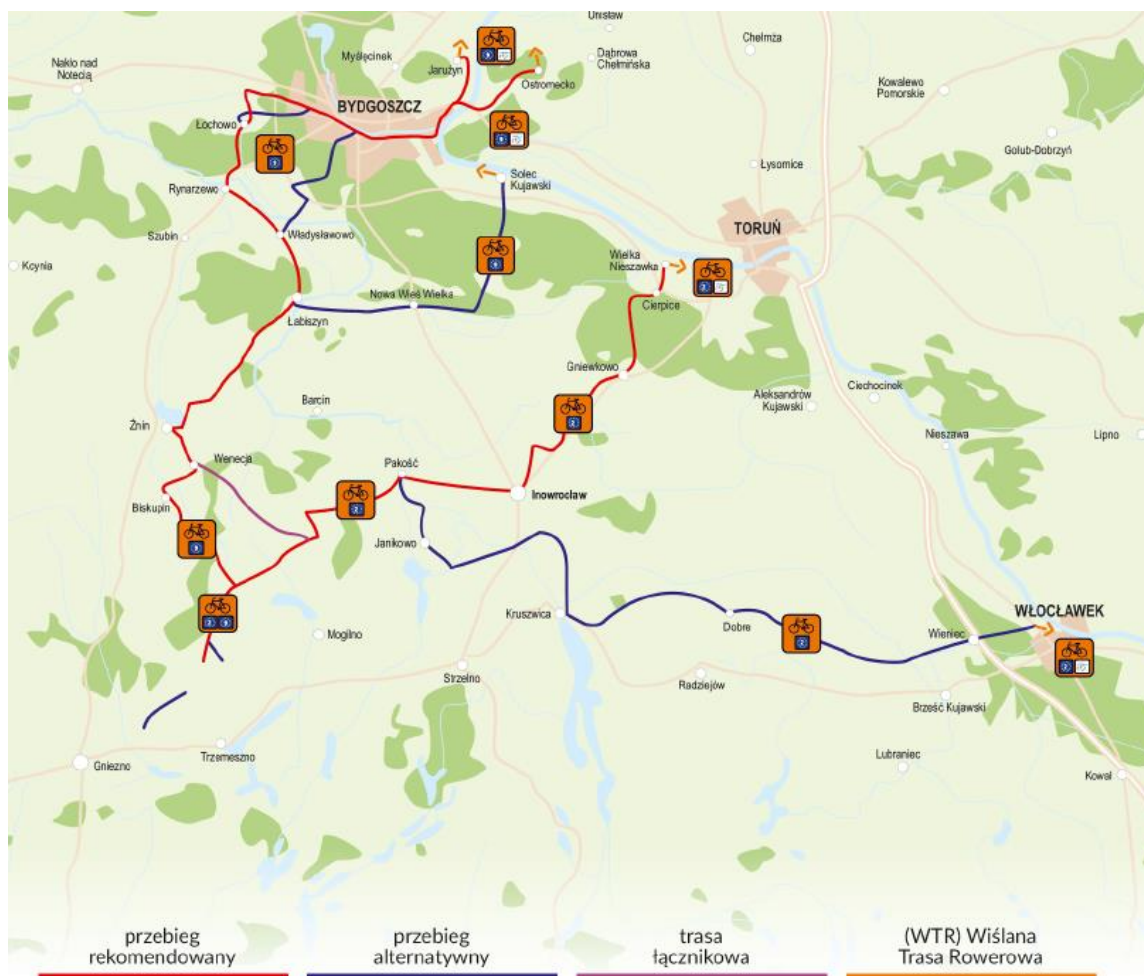 Unisław
Chełmża
Myślęcinek
Nakło nad
Notecią
Jarużyn
Dąbrowa
Chełmińska
Ostromecko
Kowalewo
Pomorskie
BYDGOSZCZ
Łochowo
Golub-Dobrzyń
Łysomice
Solec
Kujawski
Rynarzewo
Szubin
Władysławowo
TORUŃ
Kcynia
Wielka
Nieszawka
Nowa Wieś Wielka
Cierpice
Łabiszyn
Gniewkowo
Ciechocinek
Aleksandrów
Kujawski
Barcin
Żnin
Nieszawa
Lipno
Wenecja
Pakość
Inowrocław
Biskupin
Janikowo
Kruszwica
WŁOCŁAWEK
Dobre
Wieniec
Mogilno
Strzelno
Radziejów
Brześć Kujawski
Trzemeszno
Gniezno
Lubraniec
Kowal
przebieg
rekomendowany
przebieg
alternatywny
trasa
łącznikowa
(WTR) Wiślana
Trasa Rowerowa